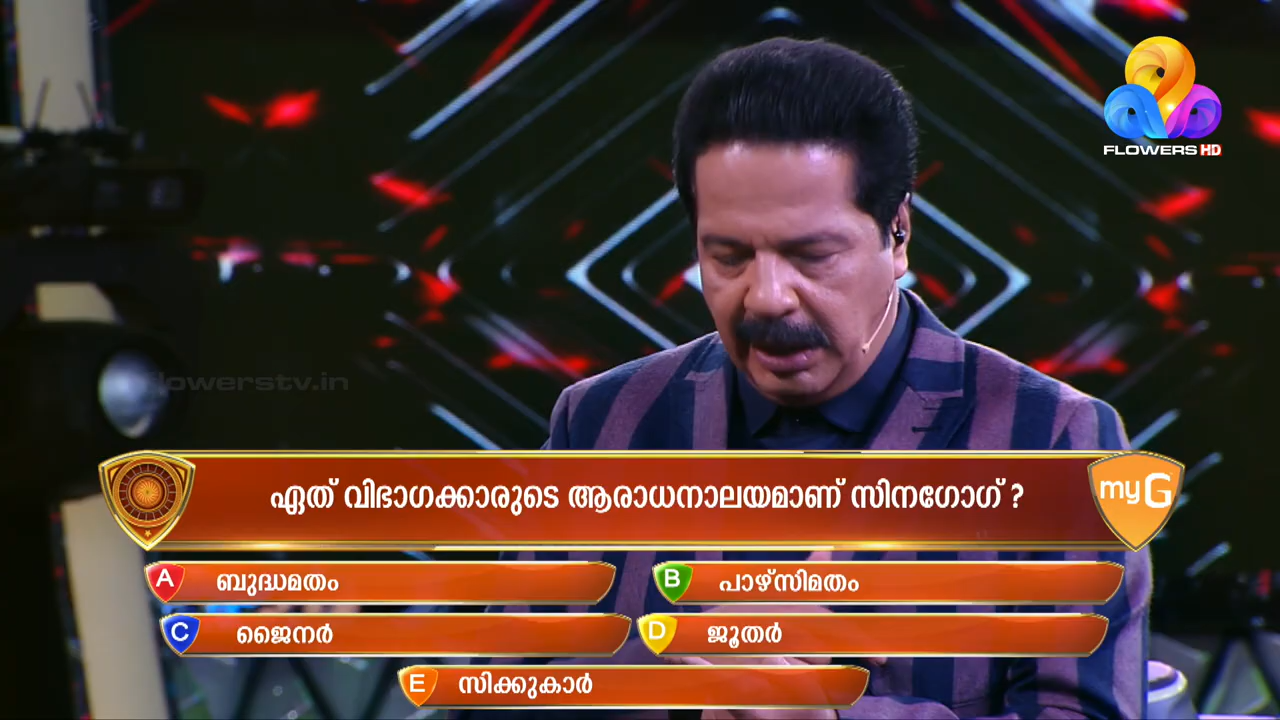 FLOWERS HD
flowerstv.in
ഏത് വിഭാഗക്കാരുടെ ആരാധനാലയമാണ് സിനഗോഗ് ?
myG
A ബുദ്ധമതം
B പാഴ്സിമതം
C ജൈനർ
D ജൂതർ
E സിക്കുകാർ